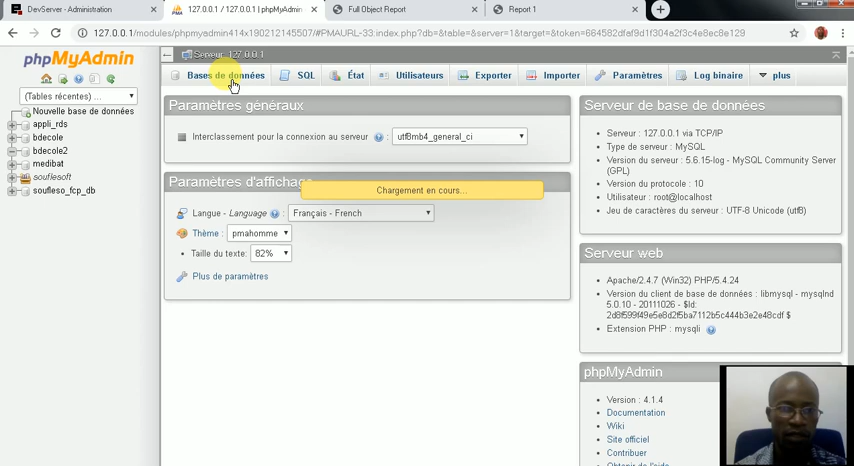 DevServer - Administration
127.0.0.1 / 127.0.0.1 | phpMyAdm
Full Object Report
Report 1
127.0.0.1/modules/phpmyadmin414x190212145507/#PMAURL-33:index.php?db=&table=&server=1&target=&token=
phpMyAdmin
(Tables récentes) ...
Nouvelle base de données
appli_rds
bdecole
bdecole2
medibat
souflesoft
soufleso_fcp_db
Serveur: 127.0.0.1
Bases de données
SQL
État
Utilisateurs
Exporter
Importer
Paramètres
Log binaire
plus
Paramètres généraux
Interclassement pour la connexion au serveur : utf8mb4_general_ci
Paramètres d'affichage
Chargement en cours...
Langue - Language : Français - French
Thème : pmahomme
Taille du texte: 82%
Plus de paramètres
Serveur de base de données
Serveur : 127.0.0.1 via TCP/IP
Type de serveur : MySQL
Version du serveur : 5.6.15-log - MySQL Community Server
(GPL)
Version du protocole : 10
Utilisateur : root@localhost
Jeu de caractères du serveur : UTF-8 Unicode (utf8)
Serveur web
Apache/2.4.7 (Win32) PHP/5.4.24
Version du client de base de données : libmysql - mysqlnd
5.0.10 - 20111026 - $Id:
2d8f599f49e5e8d2f5ba7112b5c444b3e2e48cdf $
Extension PHP : mysqli
phpMyAdmin
Version : 4.1.4
Documentation
Wiki
Site officiel
Contribuer
Obtenir de l'aide